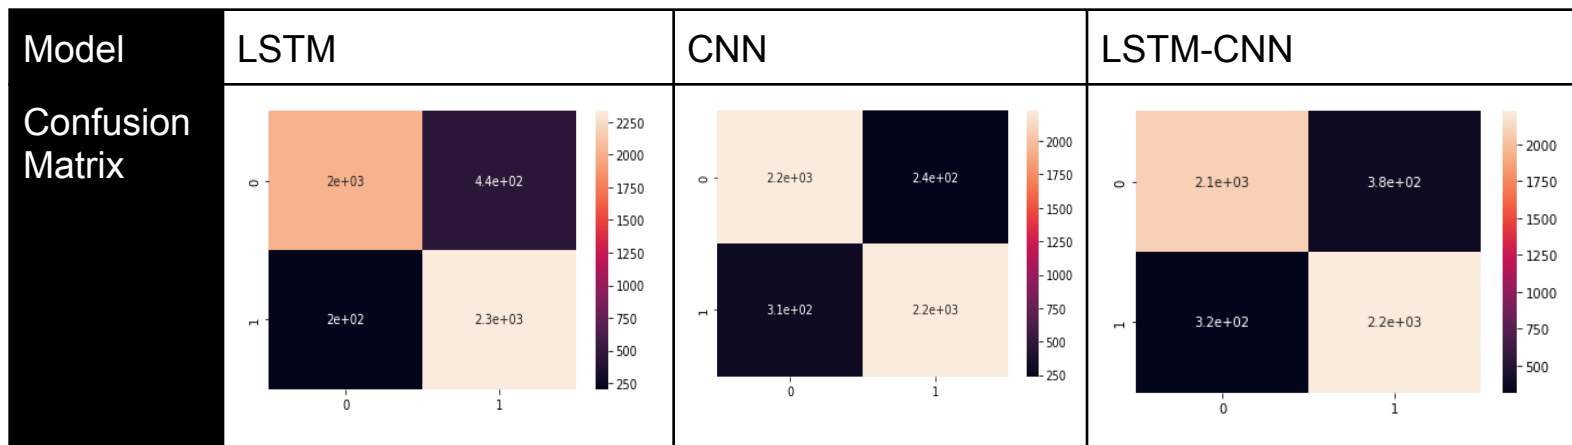 Model
LSTM
CNN
LSTM-CNN
Confusion
Matrix
0
1
2e+03
4.4e+02
2e+02
2.3e+03
0
1
2250
2000
1750
1500
1250
1000
750
500
250
0
1
2.2e+03
2.4e+02
3.1e+02
2.2e+03
0
1
2000
1750
1500
1250
1000
750
500
250
0
1
2.1e+03
3.8e+02
3.2e+02
2.2e+03
0
1
2000
1750
1500
1250
1000
750
500